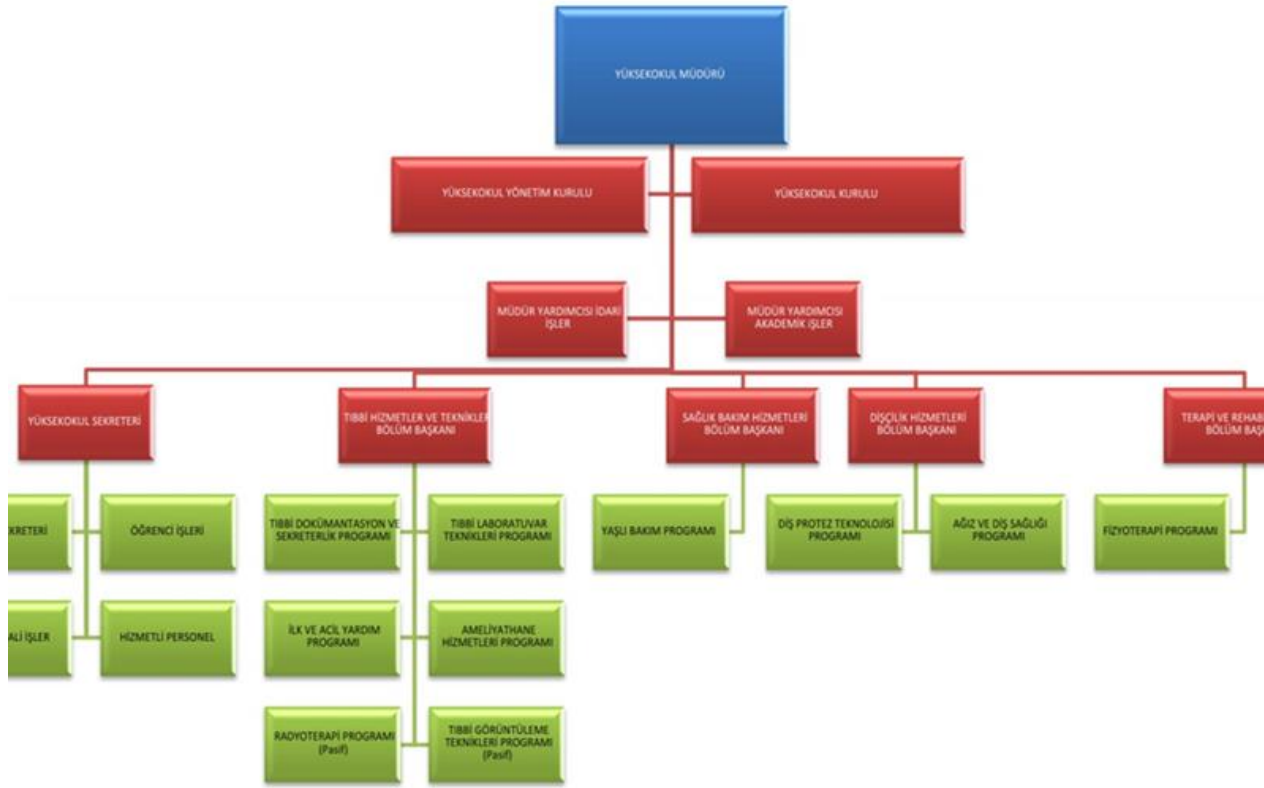 YÜKSEKOKUL MÜDÜRÜ
YÜKSEKOKUL YÖNETİM KURULU
YÜKSEKOKUL KURULU
MÜDÜR YARDIMCISI İDARİ
İŞLER
MÜDÜR YARDIMCISI
AKADEMİK İŞLER
YÜKSEKOKUL SEKRETERİ
TIBBİ HİZMETLER VE TEKNİKLER
BÖLÜM BAŞKANI
SAĞLIK BAKIM HİZMETLERİ
BÖLÜM BAŞKANI
DİŞÇİLİK HİZMETLERİ
BÖLÜM BAŞKANI
TERAPİ VE
BÖLÜM
ÖĞRENCİ İŞLERİ
TIBBİ DOKÜMANTASYON VE
SEKRETERLİK PROGRAMI
TIBBİ LABORATUVAR
TEKNİKLERİ PROGRAMI
YAŞLI BAKIM PROGRAMI
DİŞ PROTEZ TEKNOLOJİSİ
PROGRAMI
AĞIZ VE DİŞ SAĞLIĞI
PROGRAMI
FİZYOTERAPİ PROGRAMI
İŞLER
HİZMETLİ PERSONEL
İLK VE ACİL YARDIM
PROGRAMI
AMELİYATHANE
HİZMETLERİ PROGRAMI
RADYOTERAPİ PROGRAMI
(Pasif)
TIBBİ GÖRÜNTÜLEME
TEKNİKLERİ PROGRAMI
(Pasif)